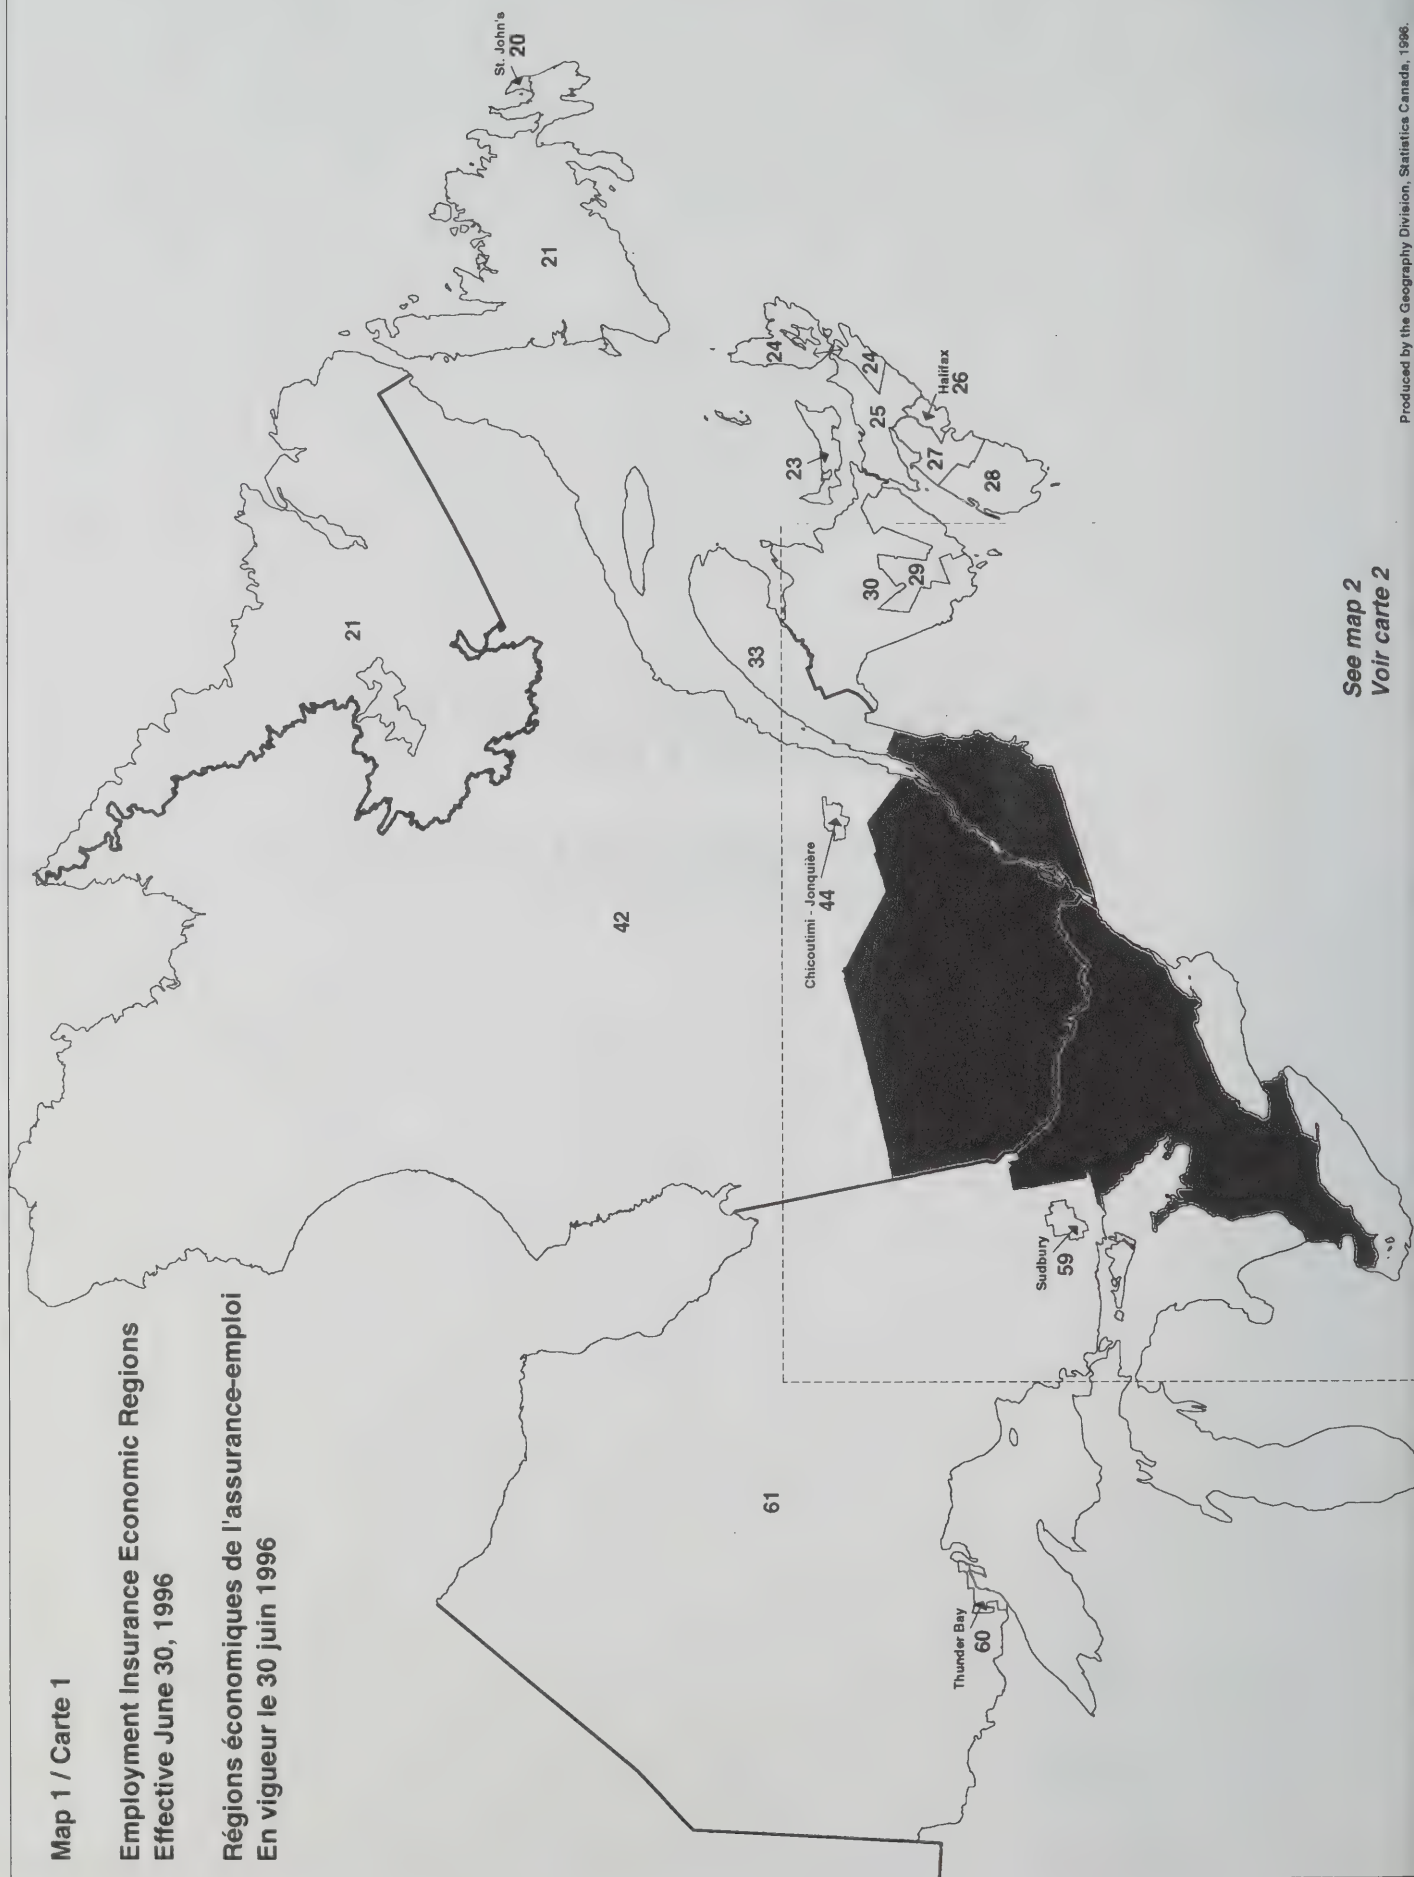 Map 1 / Carte 1
Employment Insurance Economic Regions
Effective June 30, 1996
Régions économiques de l'assurance-emploi
En vigueur le 30 juin 1996
St. John's
20
21
21
42
24
24
25
Halifax
26
23
27
28
30
29
33
Chicoutimi - Jonquière
44
Sudbury
59
61
Thunder Bay
60
See map 2
Voir carte 2
Produced by the Geography Division, Statistics Canada, 1996.